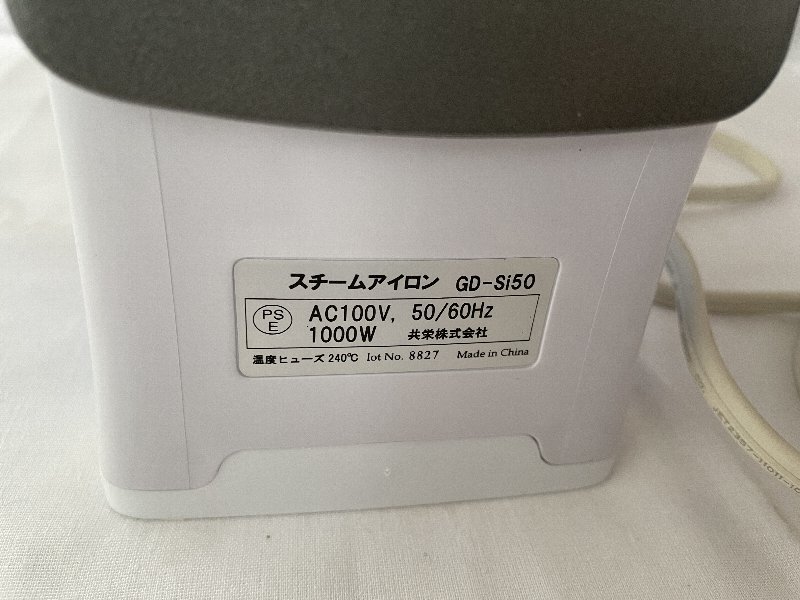 スチームアイロン GD-Si50
PS
E
AC100V, 50/60Hz
1000W 共栄株式会社
温度ヒューズ 240℃ lot No. 8827 Made in China